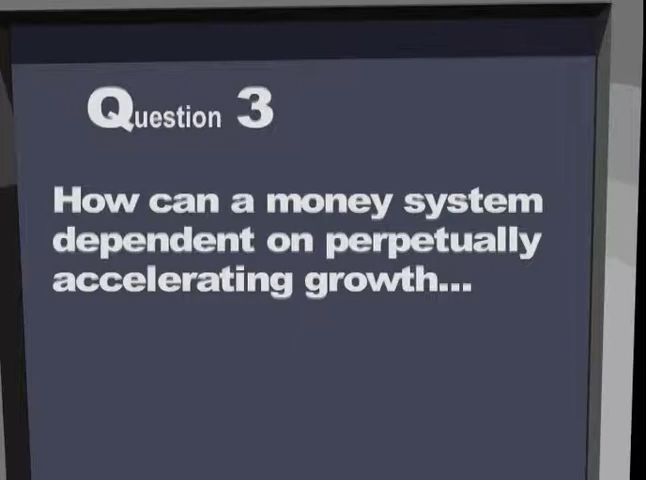 Question 3
How can a money system
dependent on perpetually
accelerating growth...